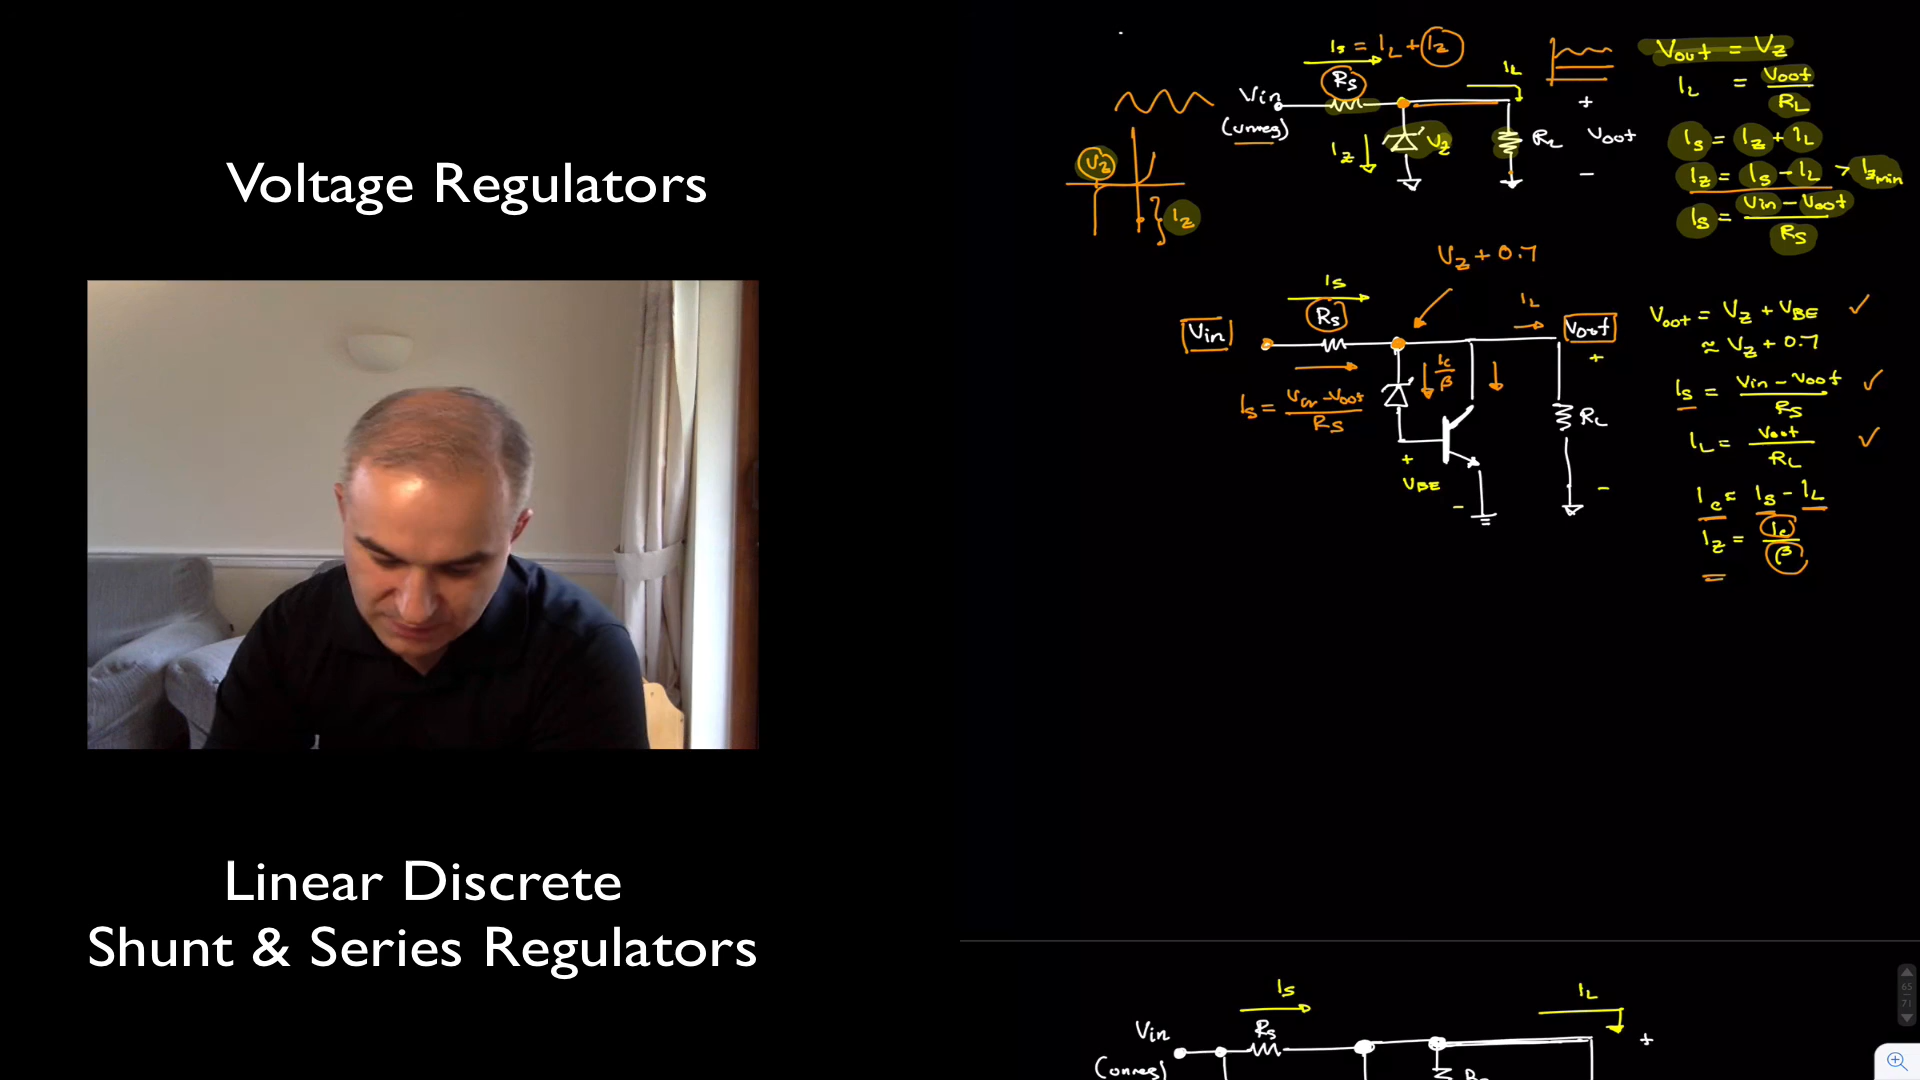 Voltage Regulators
Linear Discrete
Shunt & Series Regulators
Is = IL + Iz
Rs
IL
Vin
(unreg)
+
Vz
Iz
RL
Vout
−
Vz
Iz
Vout = Vz
IL = Vout / RL
Is = Iz + IL
Iz = Is − IL > Izmin
Is = Vin − Vout / Rs
Vz + 0.7
Is
Rs
IL
Vin
Vout
+
Ic / β
Is = Vin − Vout / Rs
RL
+
VBE
−
−
Vout = Vz + VBE ✓
≈ Vz + 0.7
Is = Vin − Vout / Rs ✓
IL = Vout / RL ✓
Ic = Is − IL
Iz = Ic / β
Is
IL
Vin
Rs
+
(unreg)
65
71